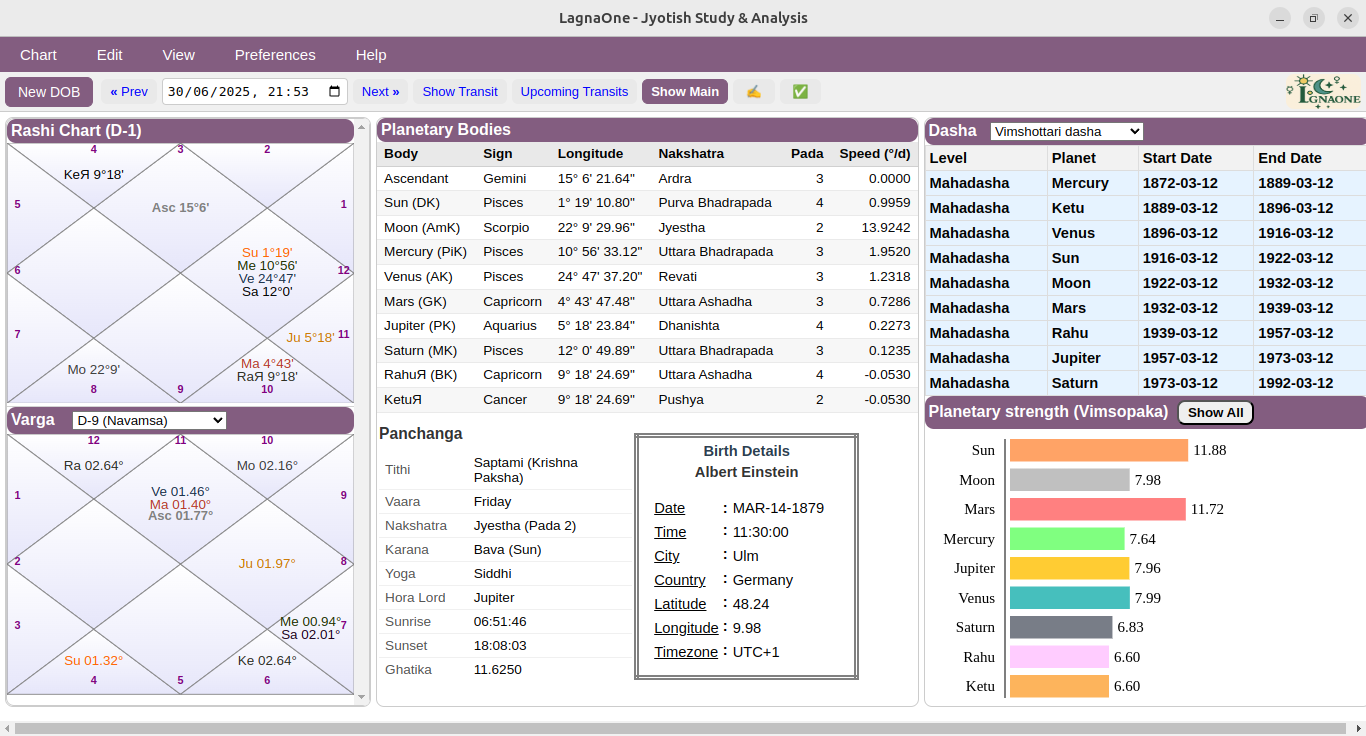 LagnaOne - Jyotish Study & Analysis
Chart Edit View Preferences Help
New DOB « Prev 30/06/2025, 21:53 Next » Show Transit Upcoming Transits Show Main
LGNAONE
Rashi Chart (D-1)
4 3 2
KeЯ 9°18'
5 Asc 15°6' 1
Su 1°19'
Me 10°56'
6 12
Ve 24°47'
Sa 12°0'
7 Ju 5°18' 11
Ma 4°43'
Mo 22°9' RaЯ 9°18'
8 9 10
Varga D-9 (Navamsa)
12 11 10
Ra 02.64° Mo 02.16°
1 Ve 01.46° 9
Ma 01.40°
Asc 01.77°
2 Ju 01.97° 8
3 Me 00.94° 7
Sa 02.01°
Su 01.32° Ke 02.64°
4 5 6
Planetary Bodies
Body Sign Longitude Nakshatra Pada Speed (°/d)
Ascendant Gemini 15° 6' 21.64" Ardra 3 0.0000
Sun (DK) Pisces 1° 19' 10.80" Purva Bhadrapada 4 0.9959
Moon (AmK) Scorpio 22° 9' 29.96" Jyestha 2 13.9242
Mercury (PiK) Pisces 10° 56' 33.12" Uttara Bhadrapada 3 1.9520
Venus (AK) Pisces 24° 47' 37.20" Revati 3 1.2318
Mars (GK) Capricorn 4° 43' 47.48" Uttara Ashadha 3 0.7286
Jupiter (PK) Aquarius 5° 18' 23.84" Dhanishta 4 0.2273
Saturn (MK) Pisces 12° 0' 49.89" Uttara Bhadrapada 3 0.1235
RahuЯ (BK) Capricorn 9° 18' 24.69" Uttara Ashadha 4 -0.0530
KetuЯ Cancer 9° 18' 24.69" Pushya 2 -0.0530
Panchanga
Tithi Saptami (Krishna
Paksha)
Vaara Friday
Nakshatra Jyestha (Pada 2)
Karana Bava (Sun)
Yoga Siddhi
Hora Lord Jupiter
Sunrise 06:51:46
Sunset 18:08:03
Ghatika 11.6250
Birth Details
Albert Einstein
Date : MAR-14-1879
Time : 11:30:00
City : Ulm
Country : Germany
Latitude : 48.24
Longitude : 9.98
Timezone : UTC+1
Dasha Vimshottari dasha
Level Planet Start Date End Date
Mahadasha Mercury 1872-03-12 1889-03-12
Mahadasha Ketu 1889-03-12 1896-03-12
Mahadasha Venus 1896-03-12 1916-03-12
Mahadasha Sun 1916-03-12 1922-03-12
Mahadasha Moon 1922-03-12 1932-03-12
Mahadasha Mars 1932-03-12 1939-03-12
Mahadasha Rahu 1939-03-12 1957-03-12
Mahadasha Jupiter 1957-03-12 1973-03-12
Mahadasha Saturn 1973-03-12 1992-03-12
Planetary strength (Vimsopaka) Show All
Sun 11.88
Moon 7.98
Mars 11.72
Mercury 7.64
Jupiter 7.96
Venus 7.99
Saturn 6.83
Rahu 6.60
Ketu 6.60